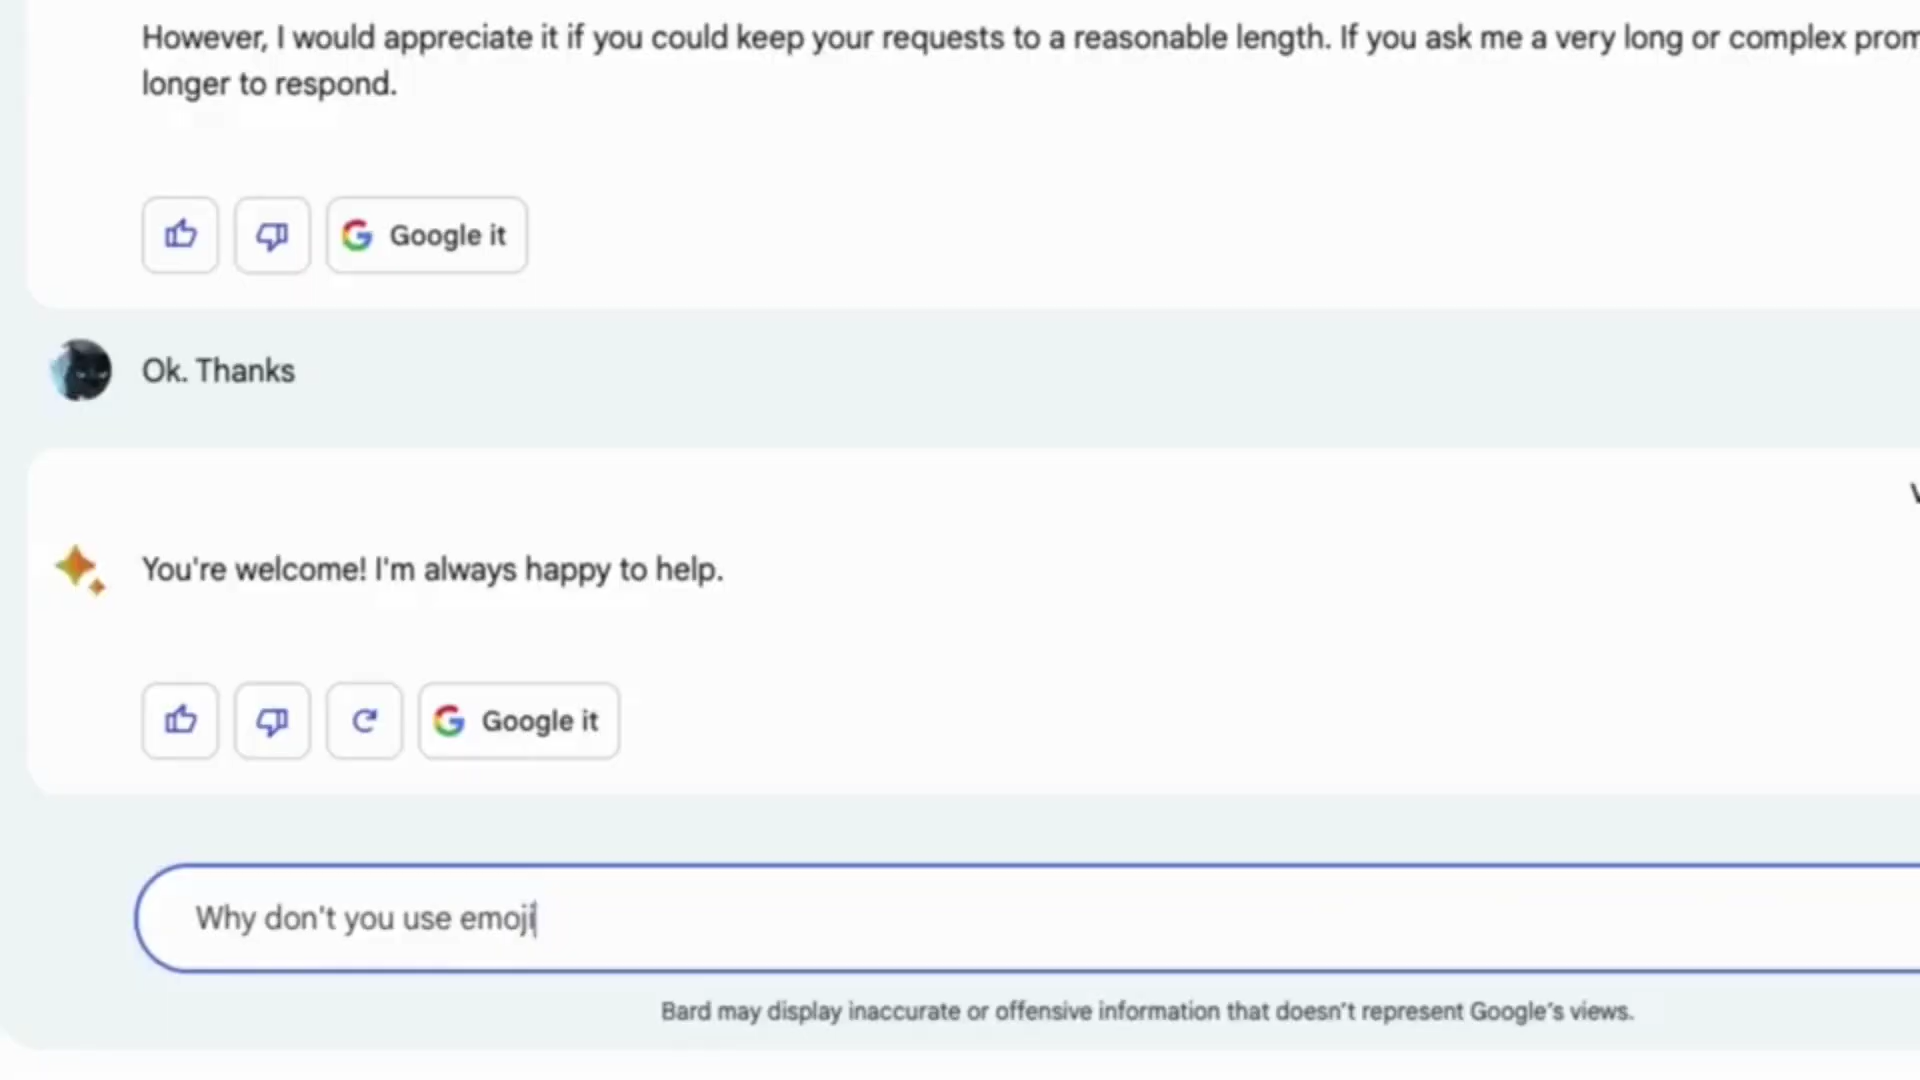 However, I would appreciate it if you could keep your requests to a reasonable length. If you ask me a very long or complex prom
longer to respond.
Google it
Ok. Thanks
You're welcome! I'm always happy to help.
Google it
Why don't you use emoji
Bard may display inaccurate or offensive information that doesn't represent Google's views.